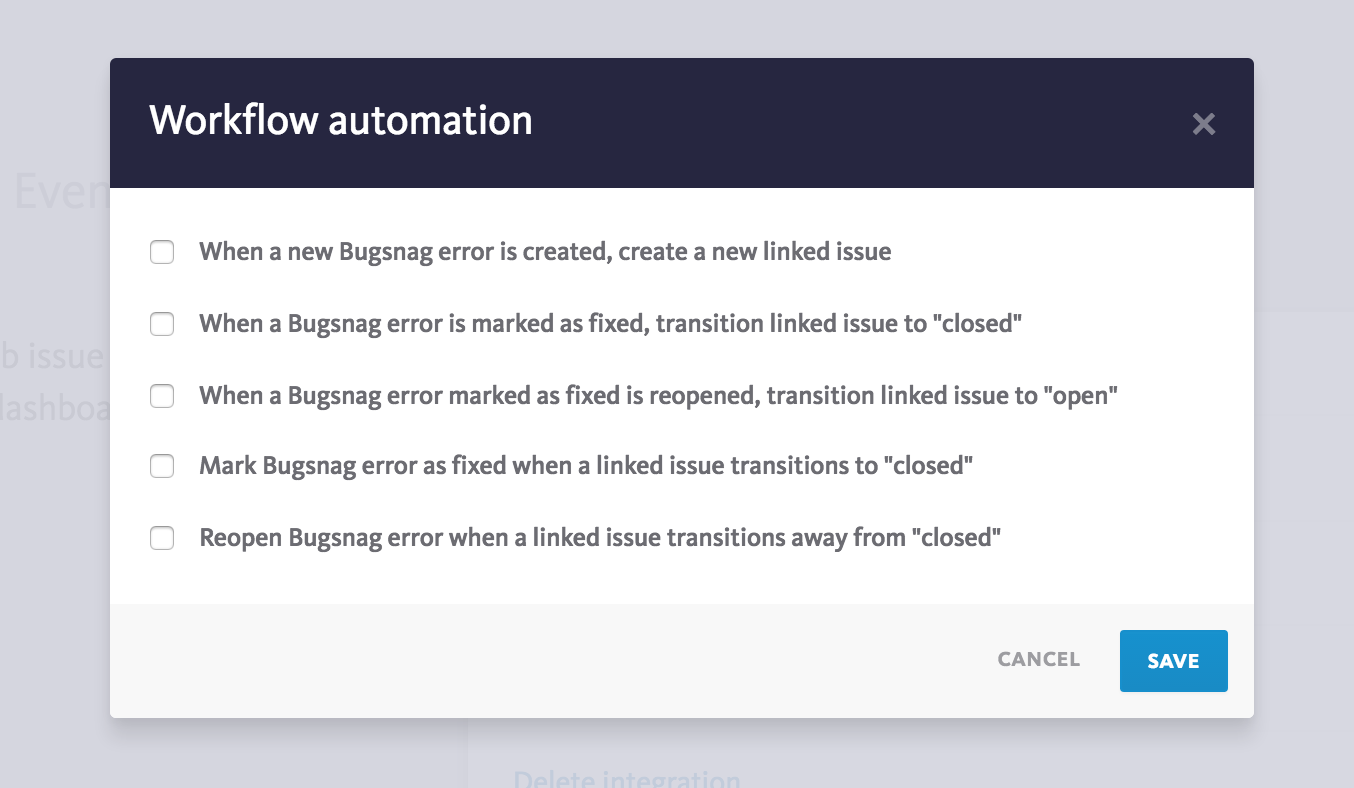 Workflow automation
Even
When a new Bugsnag error is created, create a new linked issue
When a Bugsnag error is marked as fixed, transition linked issue to "closed"
b issue
dashboa
When a Bugsnag error marked as fixed is reopened, transition linked issue to "open"
Mark Bugsnag error as fixed when a linked issue transitions to "closed"
Reopen Bugsnag error when a linked issue transitions away from "closed"
CANCEL
SAVE
Delete integration